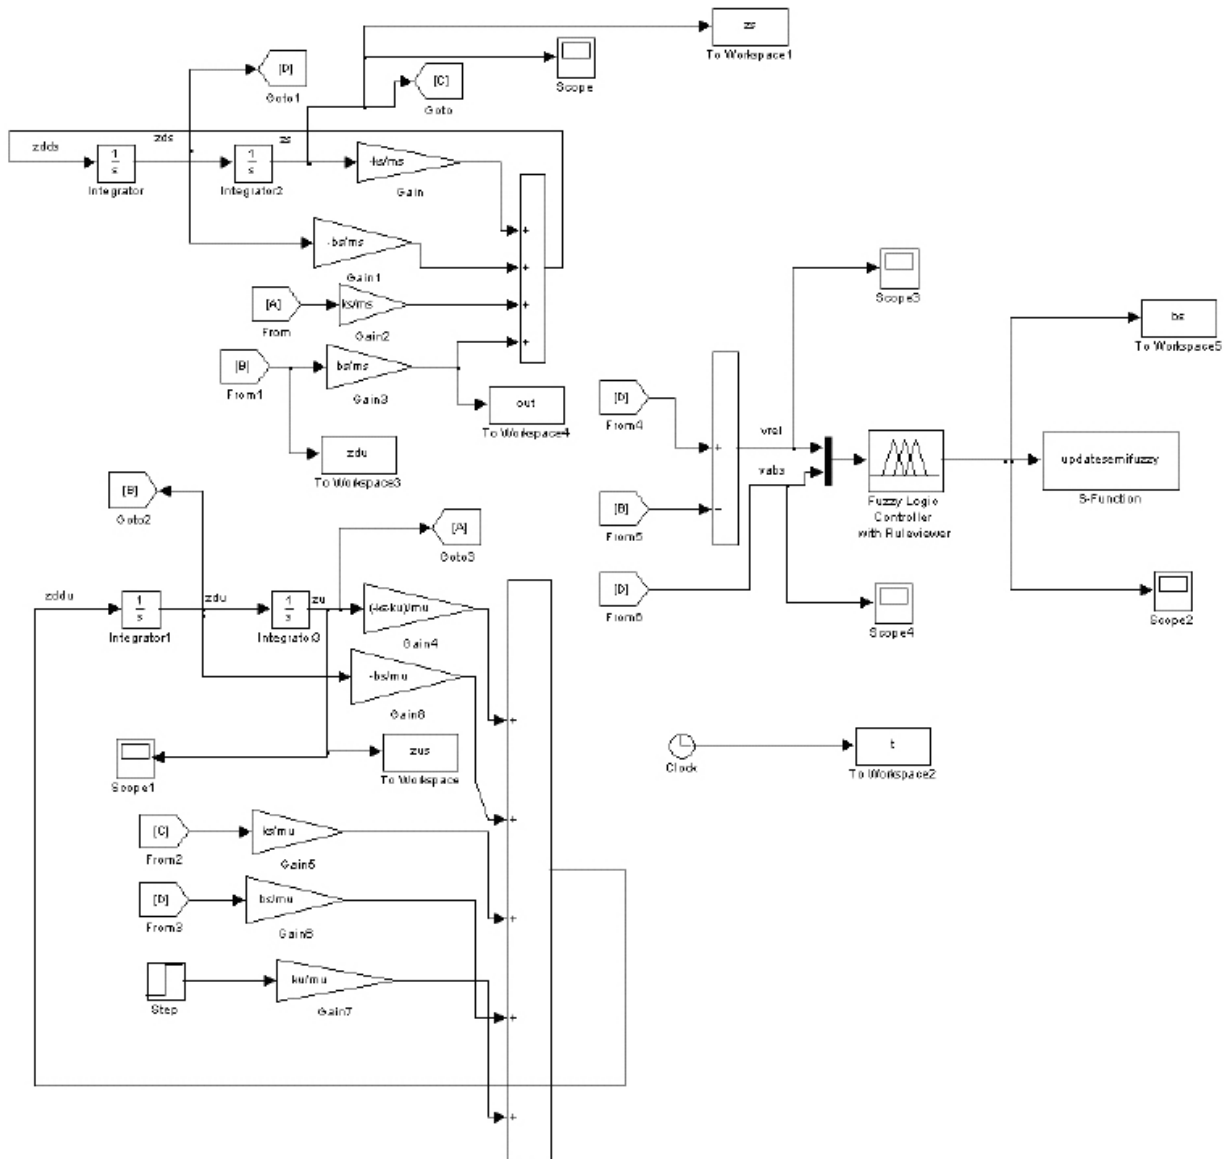 zs
To Workspace1
Scope
[D]
Goto1
[C]
Goto
zdds
1
s
Integrator
zds
1
s
Integrator2
zs
-ks/ms
Gain
-bs/ms
Gain1
[A]
From
ks/ms
Gain2
[B]
From1
bs/ms
Gain3
+
+
+
+
out
To Workspace4
zdu
To Workspace3
[D]
From4
[B]
From5
[D]
From6
+
-
vrel
vabs
Scope3
Fuzzy Logic
Controller
with Ruleviewer
Scope4
bs
To Workspace5
updatesemifuzzy
S-Function
Scope2
[B]
Goto2
[A]
Goto3
zddu
1
s
Integrator1
zdu
1
s
Integrator3
zu
(-ks-ku)/mu
Gain4
-bs/mu
Gain8
Scope1
zus
To Workspace
[C]
From2
ks/mu
Gain5
[D]
From3
bs/mu
Gain6
Step
ku/mu
Gain7
+
+
+
+
+
Clock
t
To Workspace2